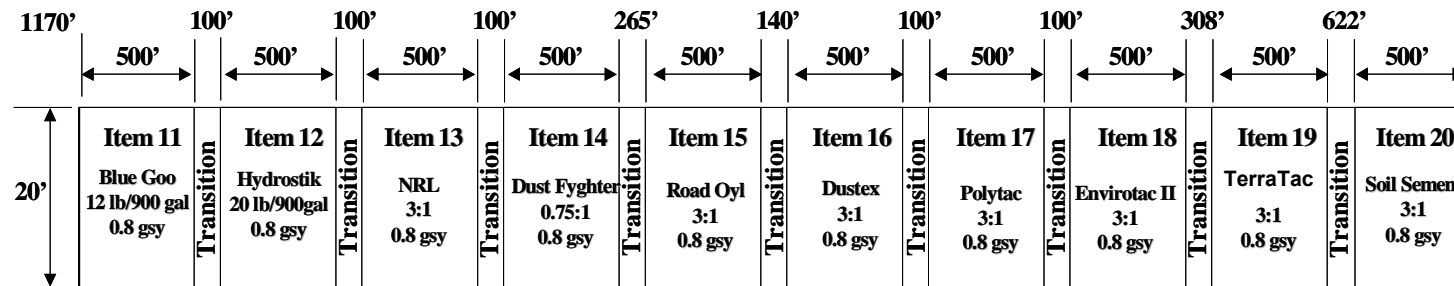 1170’ 100’ 100’ 100’ 265’ 140’ 100’ 100’ 308’ 622’
500’ 500’ 500’ 500’ 500’ 500’ 500’ 500’ 500’ 500’
20’
Item 11
Blue Goo
12 lb/900 gal
0.8 gsy
Transition
Item 12
Hydrostik
20 lb/900gal
0.8 gsy
Transition
Item 13
NRL
3:1
0.8 gsy
Transition
Item 14
Dust Fyghter
0.75:1
0.8 gsy
Transition
Item 15
Road Oyl
3:1
0.8 gsy
Transition
Item 16
Dustex
3:1
0.8 gsy
Transition
Item 17
Polytac
3:1
0.8 gsy
Transition
Item 18
Envirotac II
3:1
0.8 gsy
Transition
Item 19
TerraTac
3:1
0.8 gsy
Transition
Item 20
Soil Sement
3:1
0.8 gsy